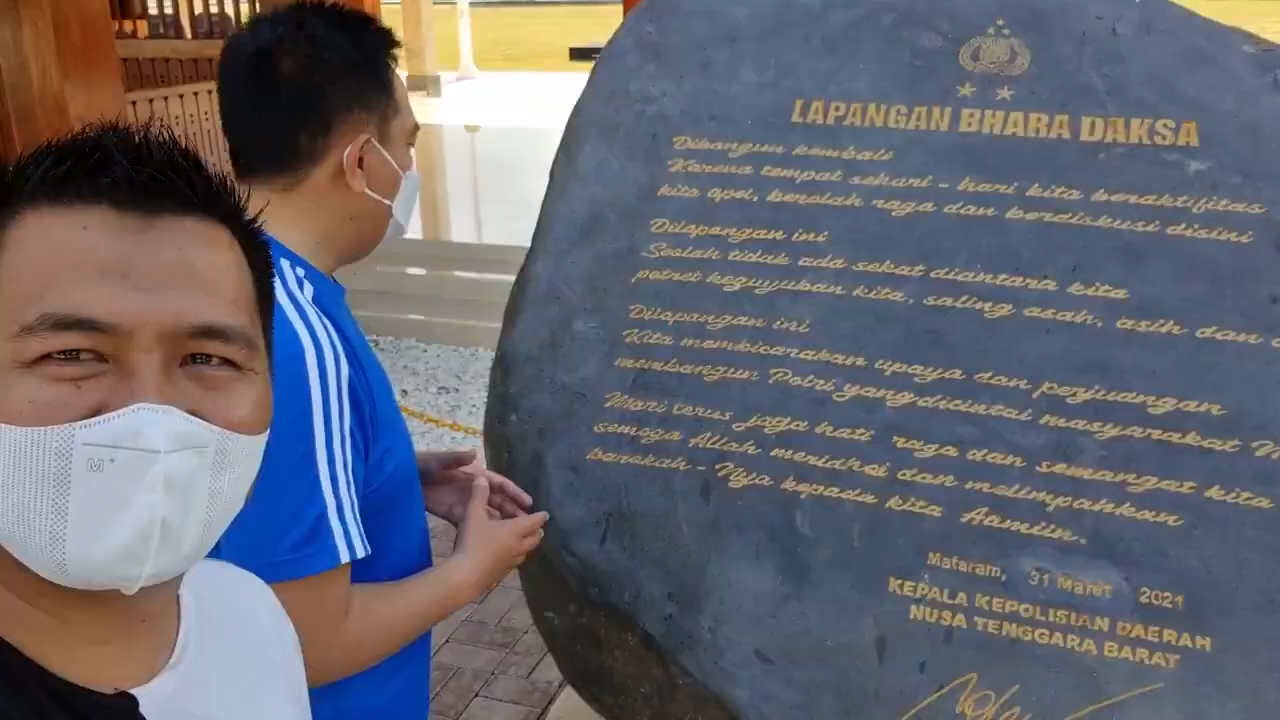 LAPANGAN BHARA DAKSA
Dibangun kembali
Karena tempat sehari - hari kita beraktifitas
kita apel, berolah raga dan berdiskusi disini
Dilapangan ini
Seolah tidak ada sekat diantara kita
potret keguyuban kita, saling asah, asih dan
Dilapangan ini
Kita membicarakan upaya dan perjuangan
membangun Polri yang dicintai masyarakat
Mari terus jaga hati raga dan semangat kita
semoga Allah meridhoi dan melimpahkan
barokah - Nya kepada kita Aamiin.
Mataram, 31 Maret 2021
KEPALA KEPOLISIAN DAERAH
NUSA TENGGARA BARAT
M